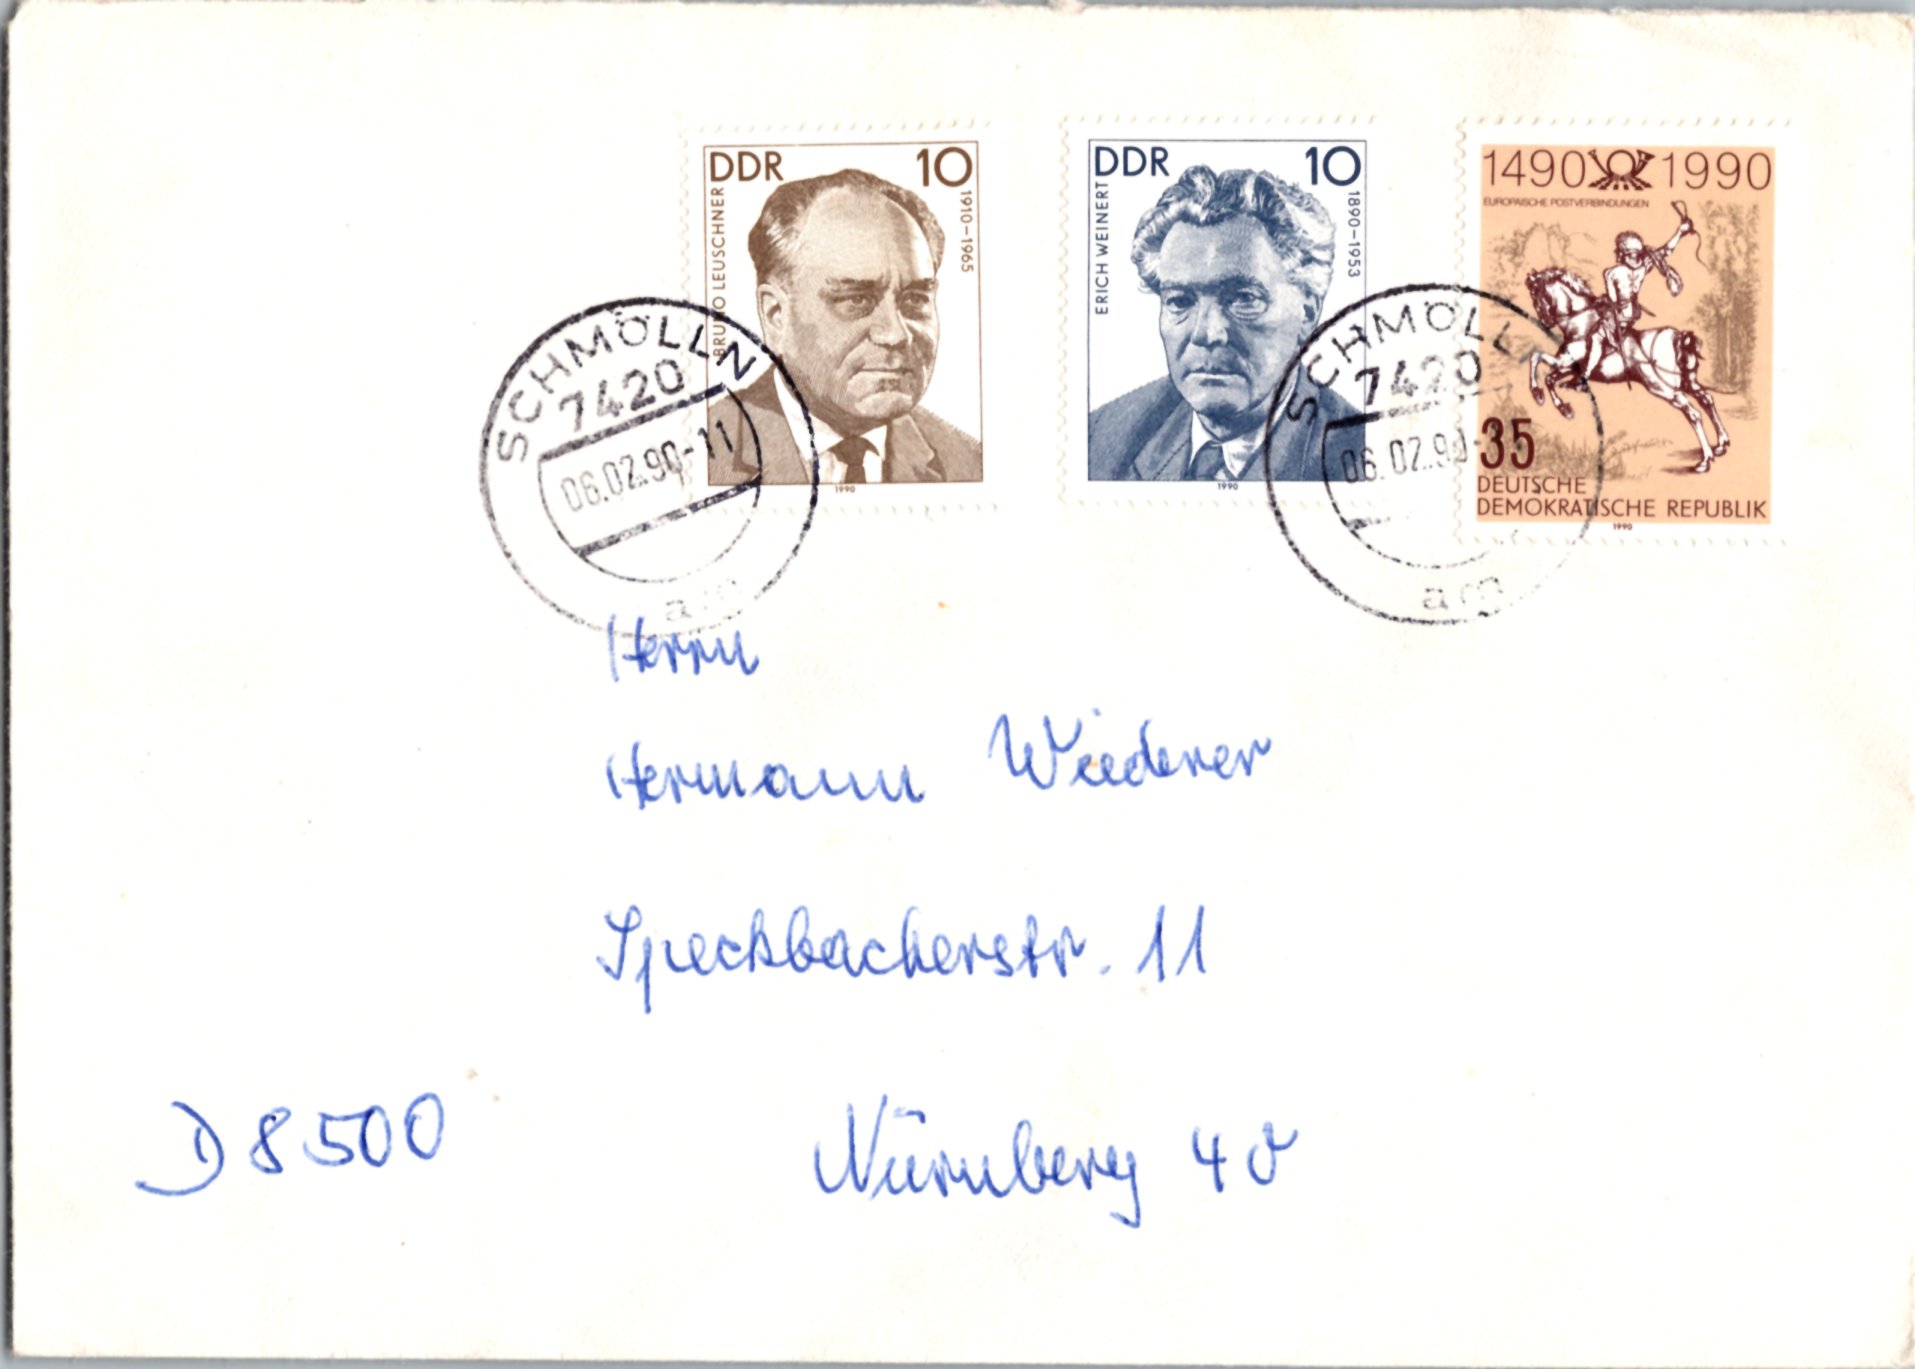 DDR 10
BRUNO LEUSCHNER
1910-1965
1990
DDR 10
ERICH WEINERT
1890-1953
1990
1490 1990
EUROPÄISCHE POSTVERBINDUNGEN
35
DEUTSCHE
DEMOKRATISCHE REPUBLIK
1990
SCHMÖLLN
7420
06.02.90-11
am
SCHMÖLLN
7420
06.02.90-
am
Herrn
Hermann Wiederer
Speckbacherstr. 11
D 8500 Nürnberg 40